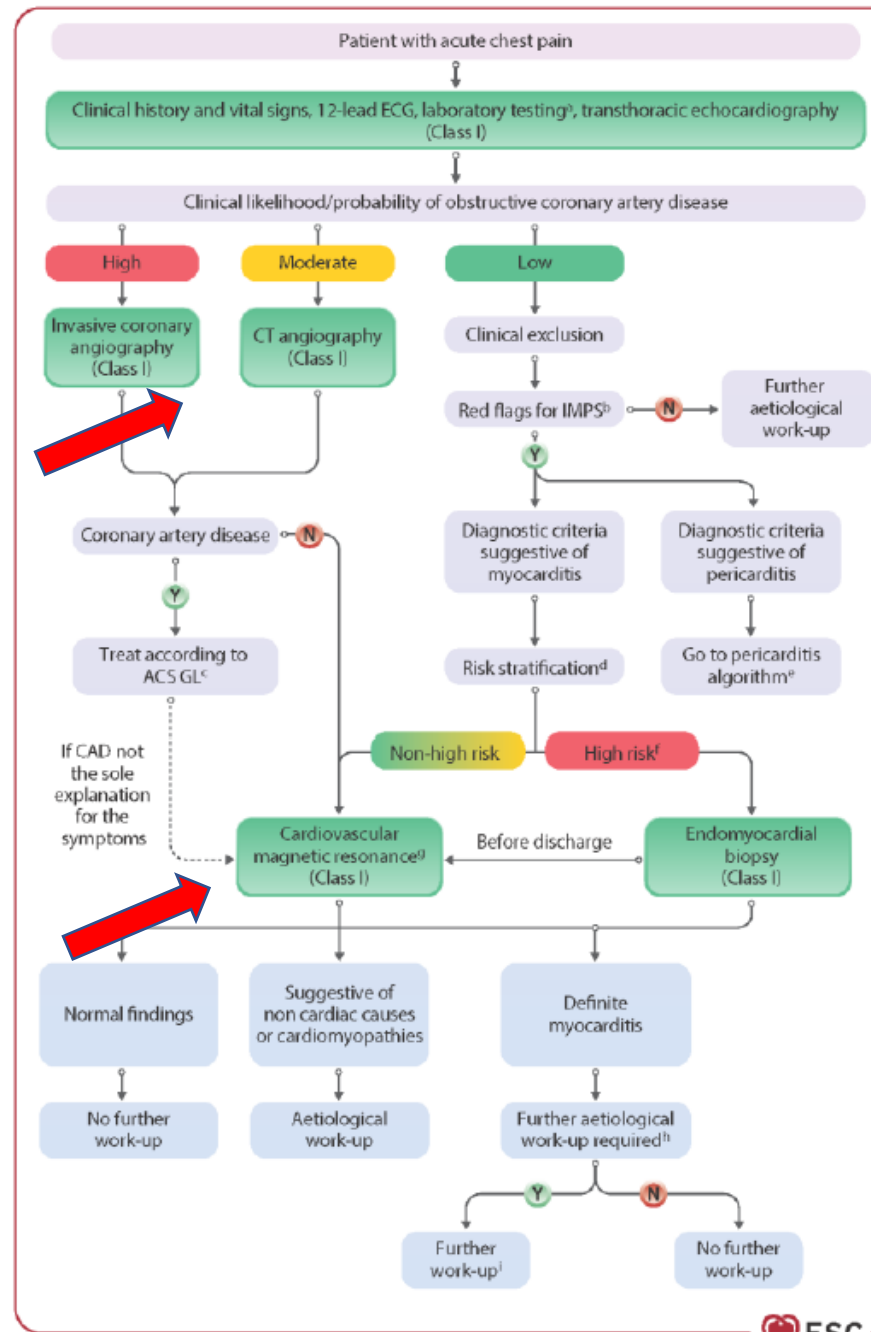 Patient with acute chest pain
Clinical history and vital signs, 12-lead ECG, laboratory testingᵃ, transthoracic echocardiography
(Class I)
Clinical likelihood/probability of obstructive coronary artery disease
High
Moderate
Low
Invasive coronary
angiography
(Class I)
CT angiography
(Class I)
Clinical exclusion
Red flags for IMPSᵇ
N
Further
aetiological
work-up
Y
Coronary artery disease
N
Diagnostic criteria
suggestive of
myocarditis
Diagnostic criteria
suggestive of
pericarditis
Y
Treat according to
ACS GLᶜ
Risk stratificationᵈ
Go to pericarditis
algorithmᵉ
If CAD not
the sole
explanation
for the
symptoms
Non-high risk
High riskᶠ
Cardiovascular
magnetic resonanceᵍ
(Class I)
Before discharge
Endomyocardial
biopsy
(Class I)
Normal findings
Suggestive of
non cardiac causes
or cardiomyopathies
Definite
myocarditis
No further
work-up
Aetiological
work-up
Further aetiological
work-up requiredʰ
Y
N
Further
work-upⁱ
No further
work-up
ESC